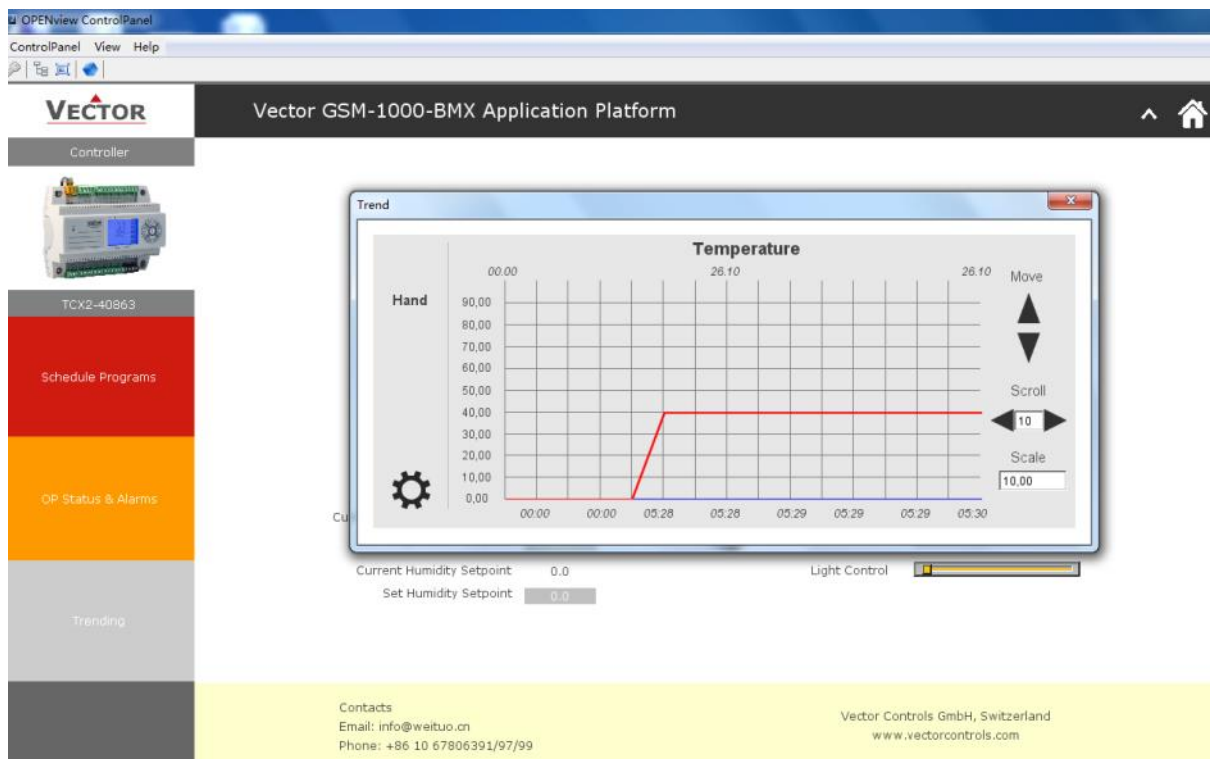 OPENview ControlPanel
ControlPanel View Help
VECTOR
Vector GSM-1000-BMX Application Platform
Controller
TCX2-40863
Schedule Programs
OP Status & Alarms
Trending
Trend
Temperature
00.00 26.10 26.10
Hand
90,00
80,00
70,00
60,00
50,00
40,00
30,00
20,00
10,00
0,00
00:00 00:00 05:28 05:28 05:29 05:29 05:29 05:30
Move
Scroll
10
Scale
10,00
Cu
Current Humidity Setpoint 0.0
Light Control
Set Humidity Setpoint 0.0
Contacts
Email: info@weituo.cn
Phone: +86 10 67806391/97/99
Vector Controls GmbH, Switzerland
www.vectorcontrols.com